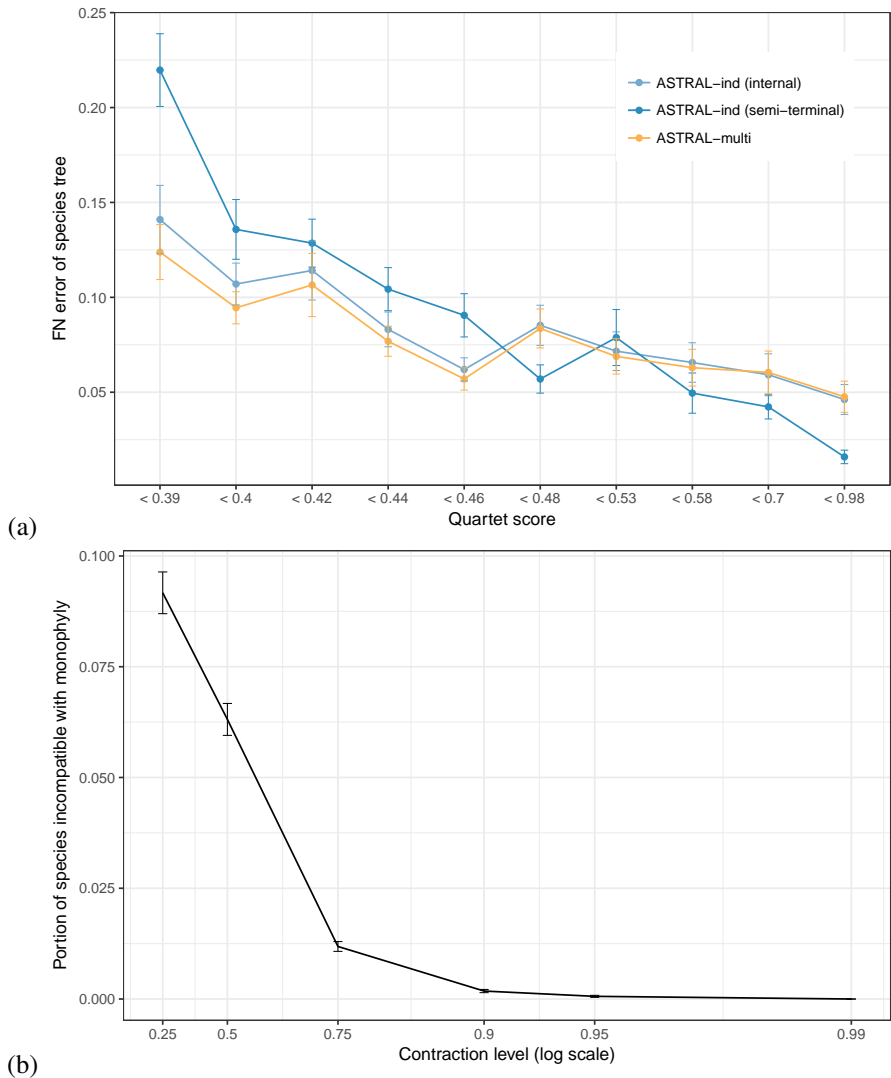 0.25
0.20
0.15
0.10
0.05
FN error of species tree
ASTRAL−ind (internal)
ASTRAL−ind (semi−terminal)
ASTRAL−multi
< 0.39 < 0.4 < 0.42 < 0.44 < 0.46 < 0.48 < 0.53 < 0.58 < 0.7 < 0.98
Quartet score
(a)
0.100
0.075
0.050
0.025
0.000
Portion of species incompatible with monophyly
0.25 0.5 0.75 0.9 0.95 0.99
Contraction level (log scale)
(b)